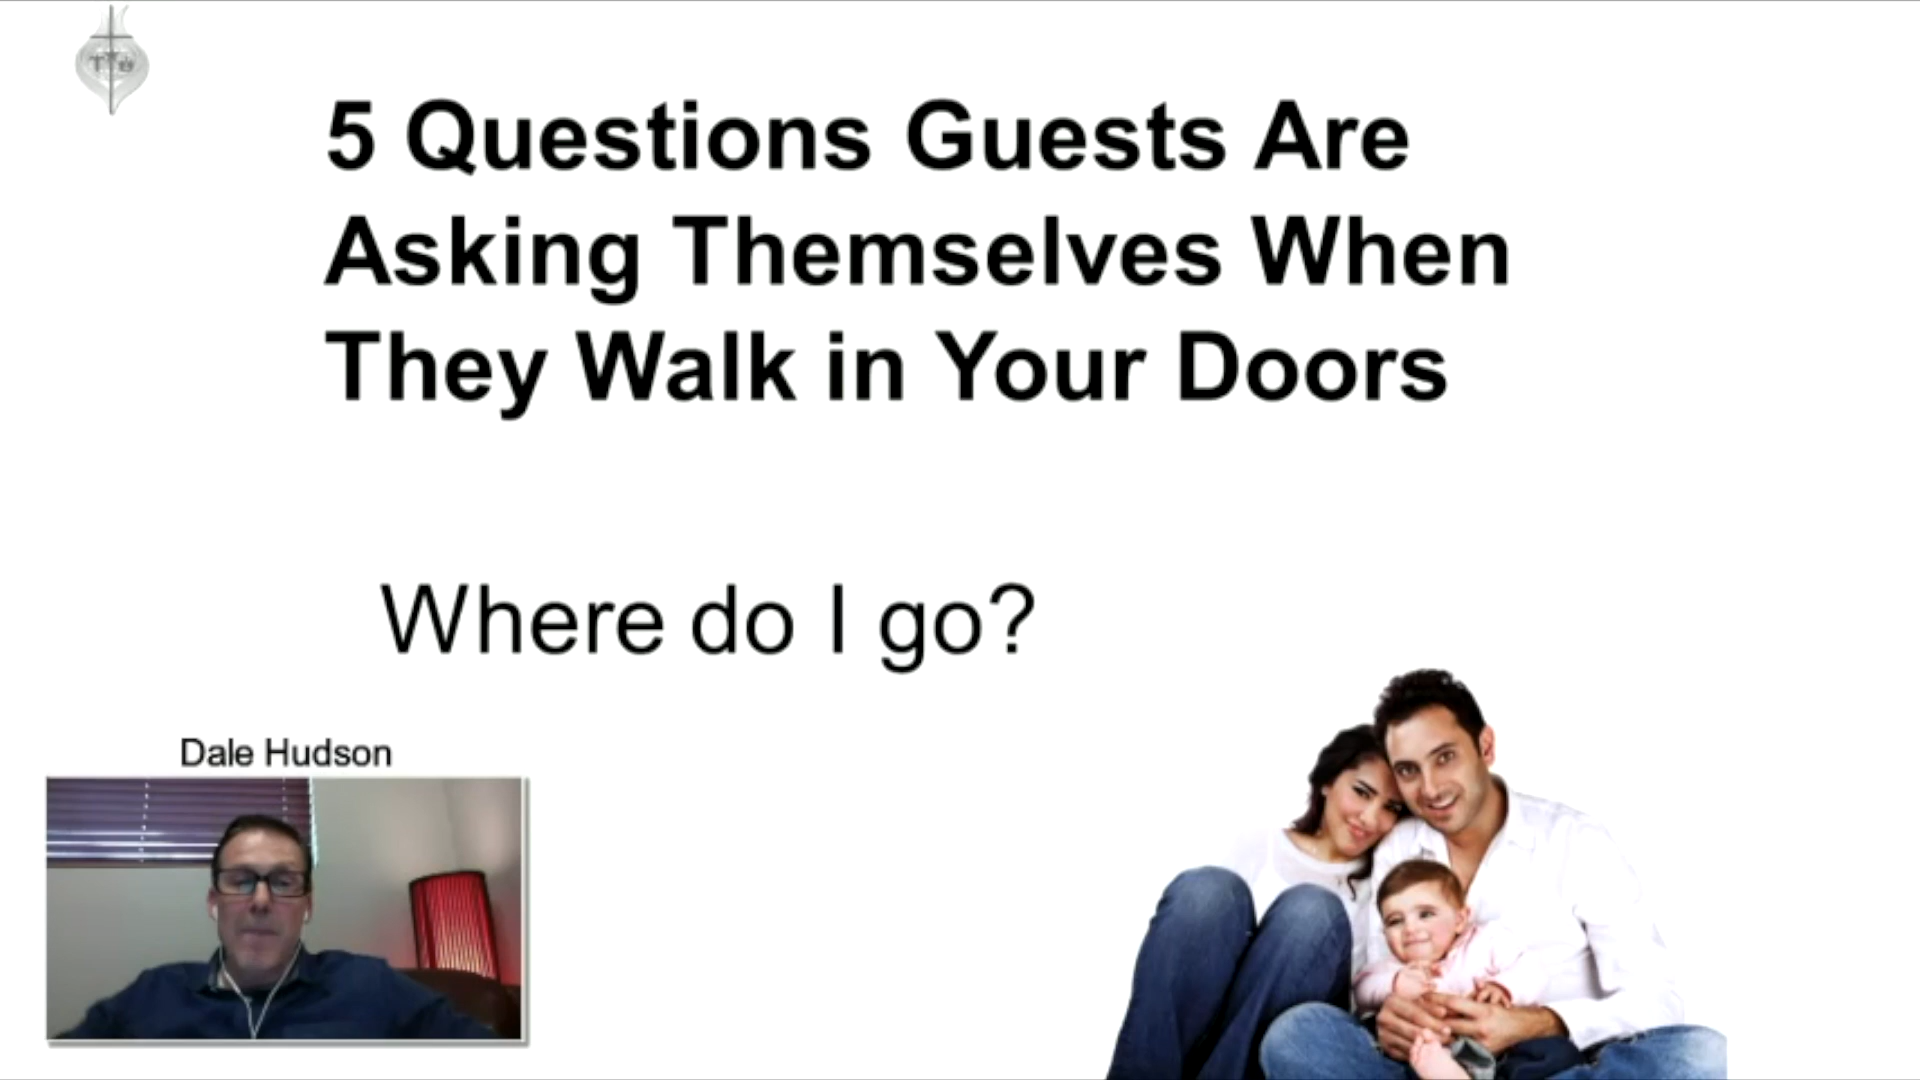 5 Questions Guests Are
Asking Themselves When
They Walk in Your Doors
Where do I go?
Dale Hudson